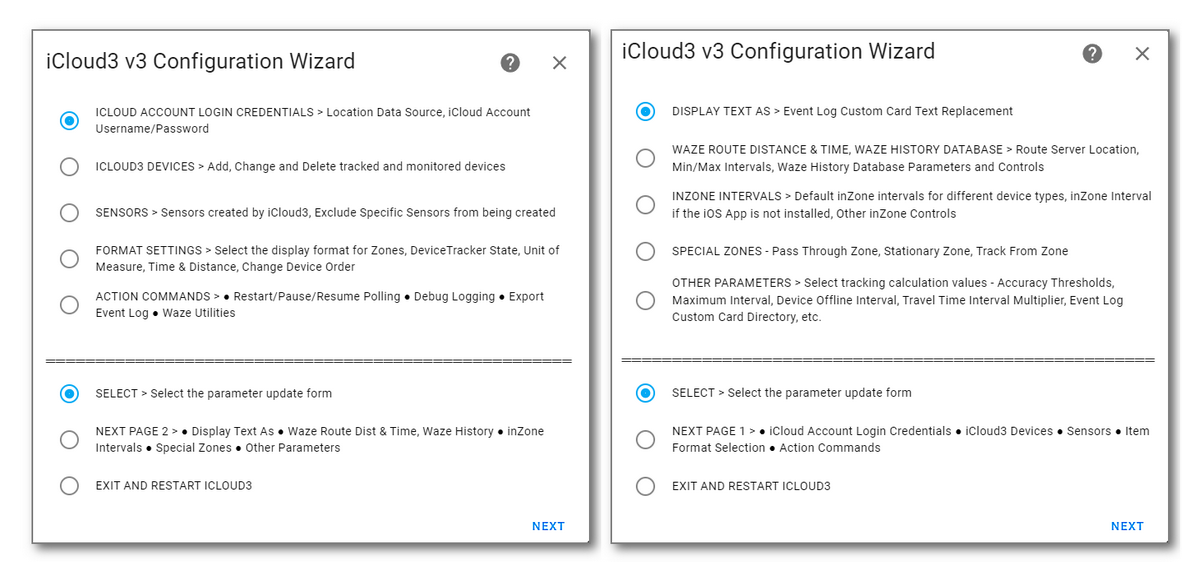 iCloud3 v3 Configuration Wizard
ICLOUD ACCOUNT LOGIN CREDENTIALS > Location Data Source, iCloud Account
Username/Password
ICLOUD3 DEVICES > Add, Change and Delete tracked and monitored devices
SENSORS > Sensors created by iCloud3, Exclude Specific Sensors from being created
FORMAT SETTINGS > Select the display format for Zones, DeviceTracker State, Unit of
Measure, Time & Distance, Change Device Order
ACTION COMMANDS > • Restart/Pause/Resume Polling • Debug Logging • Export
Event Log • Waze Utilities
SELECT > Select the parameter update form
NEXT PAGE 2 > • Display Text As • Waze Route Dist & Time, Waze History • inZone
Intervals • Special Zones • Other Parameters
EXIT AND RESTART ICLOUD3
NEXT
iCloud3 v3 Configuration Wizard
DISPLAY TEXT AS > Event Log Custom Card Text Replacement
WAZE ROUTE DISTANCE & TIME, WAZE HISTORY DATABASE > Route Server Location,
Min/Max Intervals, Waze History Database Parameters and Controls
INZONE INTERVALS > Default inZone intervals for different device types, inZone Interval
if the iOS App is not installed, Other inZone Controls
SPECIAL ZONES - Pass Through Zone, Stationary Zone, Track From Zone
OTHER PARAMETERS > Select tracking calculation values - Accuracy Thresholds,
Maximum Interval, Device Offline Interval, Travel Time Interval Multiplier, Event Log
Custom Card Directory, etc.
SELECT > Select the parameter update form
NEXT PAGE 1 > • iCloud Account Login Credentials • iCloud3 Devices • Sensors • Item
Format Selection • Action Commands
EXIT AND RESTART ICLOUD3
NEXT